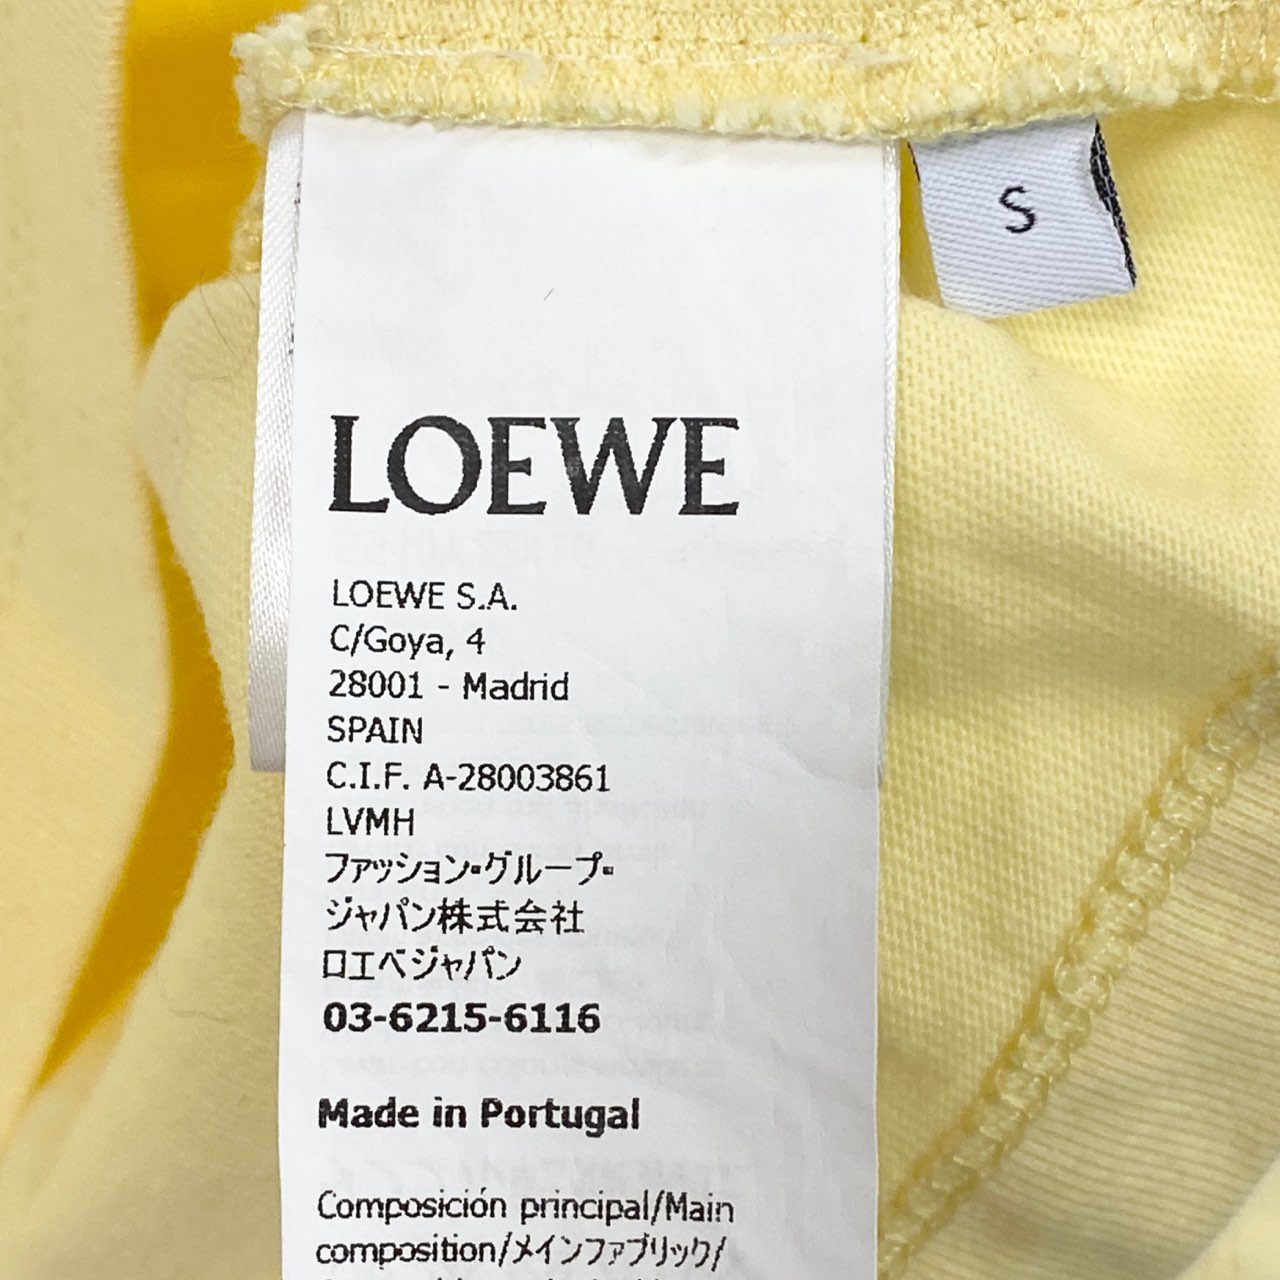 S
LOEWE
LOEWE S.A.
C/Goya, 4
28001 - Madrid
SPAIN
C.I.F. A-28003861
LVMH
ファッション・グループ・
ジャパン株式会社
ロエベジャパン
03-6215-6116
Made in Portugal
Composición principal/Main
composition/メインファブリック/